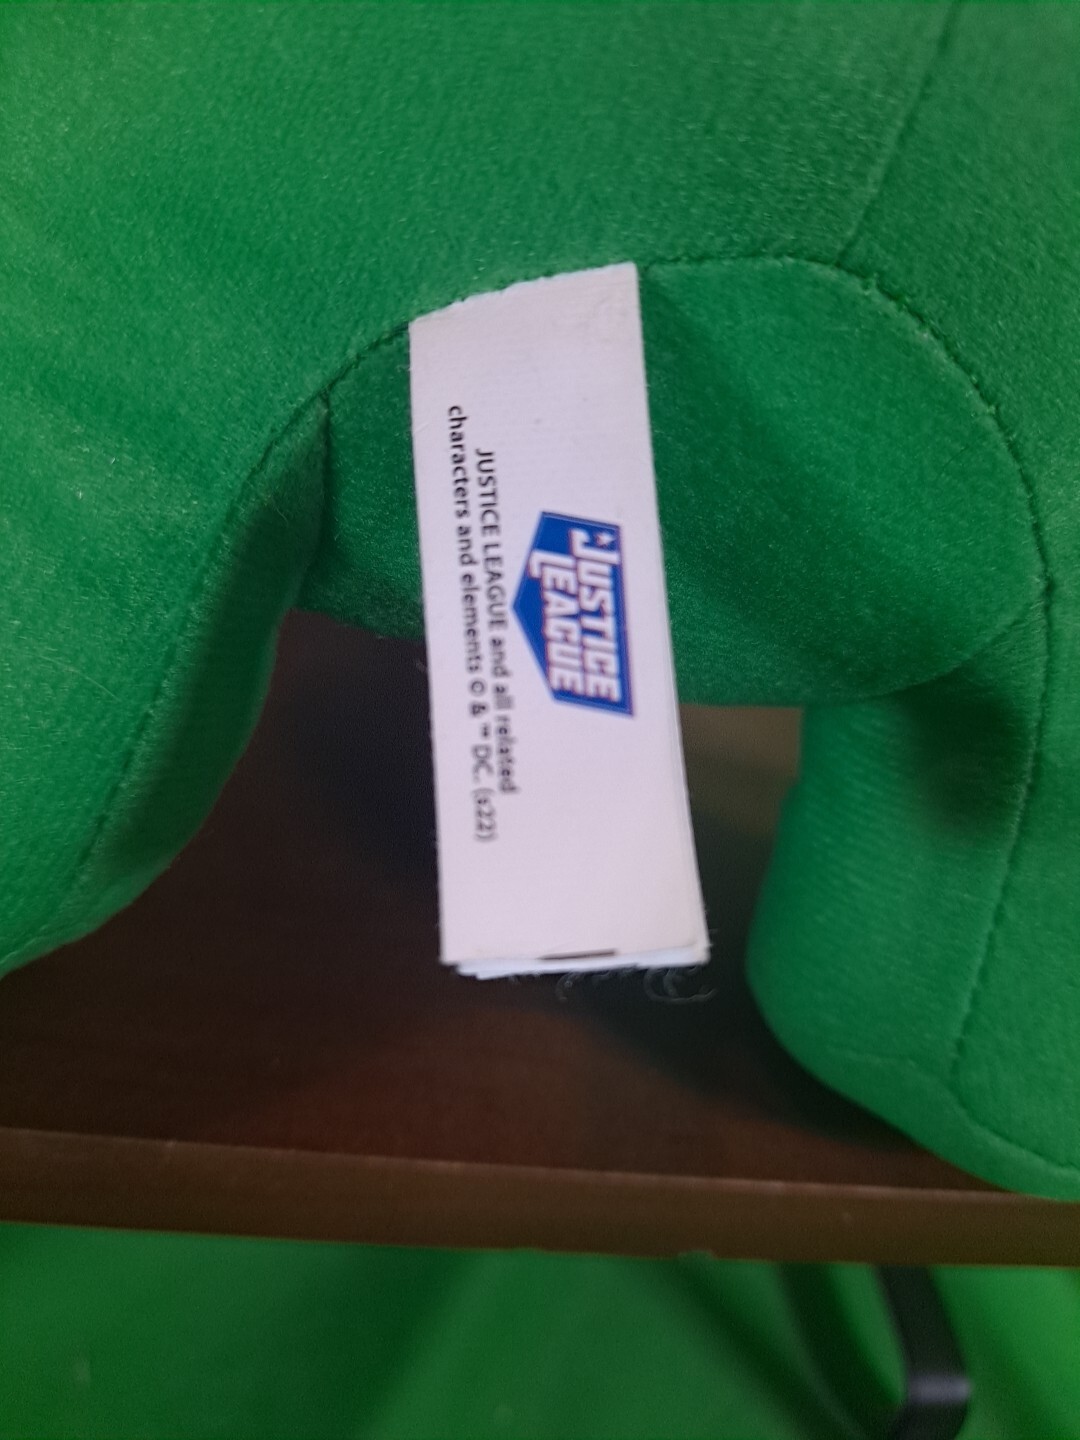 JUSTICE
LEAGUE
JUSTICE LEAGUE and all related
characters and elements © & ™ DC. (s22)